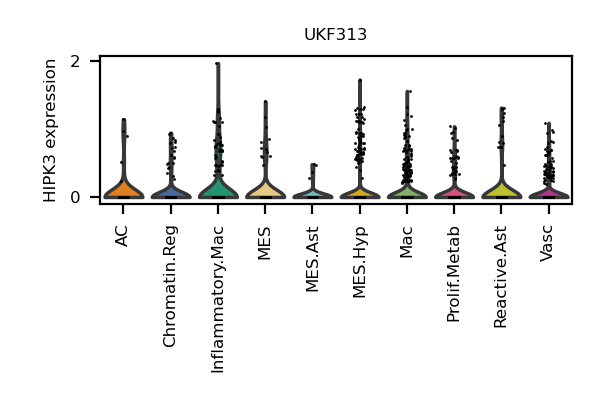 UKF313
HIPK3 expression
2
0
AC
Chromatin.Reg
Inflammatory.Mac
MES
MES.Ast
MES.Hyp
Mac
Prolif.Metab
Reactive.Ast
Vasc